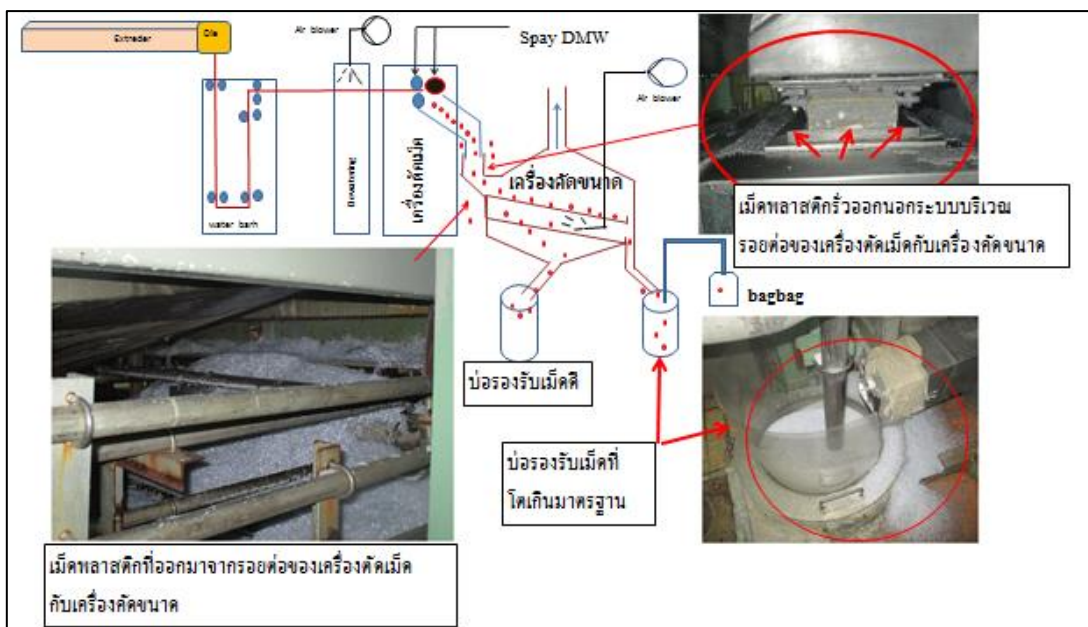 Extruder
Die
Air blower
Spay DMW
Air blower
water barh
Dewatering
เครื่องตัดเม็ด
เครื่องคัดขนาด
เม็ดพลาสติกรั่วออกนอกระบบบริเวณ
รอยต่อของเครื่องตัดเม็ดกับเครื่องคัดขนาด
bagbag
บ่อรองรับเม็ดดี
บ่อรองรับเม็ดที่
โตเกินมาตรฐาน
เม็ดพลาสติกที่ออกมาจากรอยต่อของเครื่องตัดเม็ด
กับเครื่องคัดขนาด